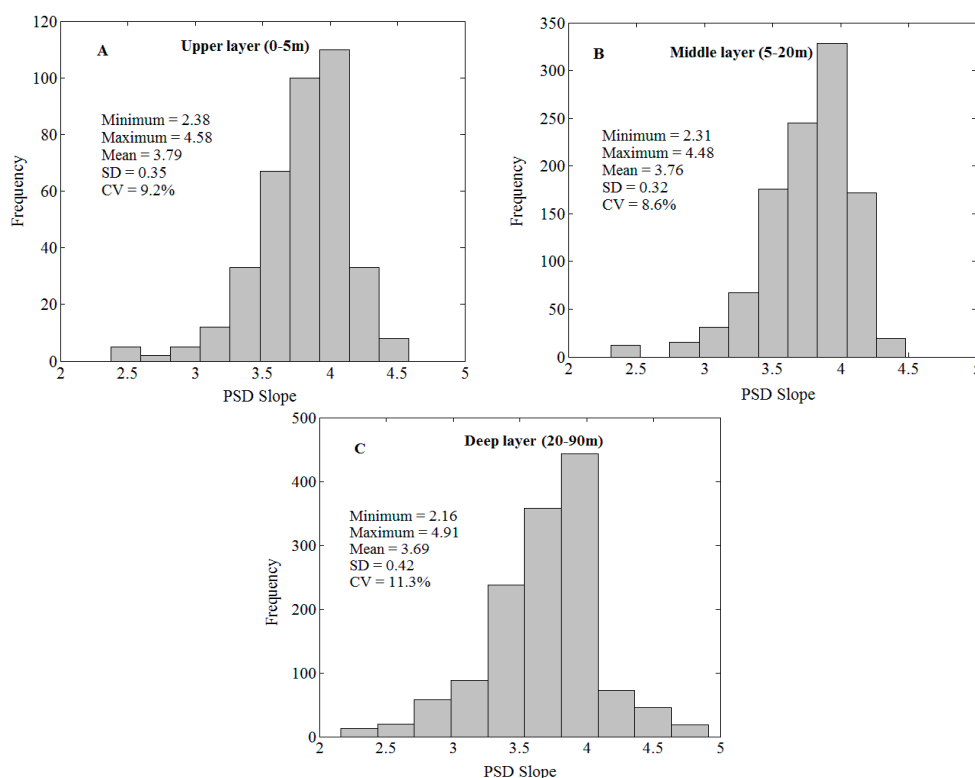 A
Upper layer (0-5m)
Minimum = 2.38
Maximum = 4.58
Mean = 3.79
SD = 0.35
CV = 9.2%
Frequency
120
100
80
60
40
20
0
2
2.5
3
3.5
4
4.5
5
PSD Slope
B
Middle layer (5-20m)
Minimum = 2.31
Maximum = 4.48
Mean = 3.76
SD = 0.32
CV = 8.6%
Frequency
350
300
250
200
150
100
50
0
2
2.5
3
3.5
4
4.5
5
PSD Slope
C
Deep layer (20-90m)
Minimum = 2.16
Maximum = 4.91
Mean = 3.69
SD = 0.42
CV = 11.3%
Frequency
500
400
300
200
100
0
2
2.5
3
3.5
4
4.5
5
PSD Slope